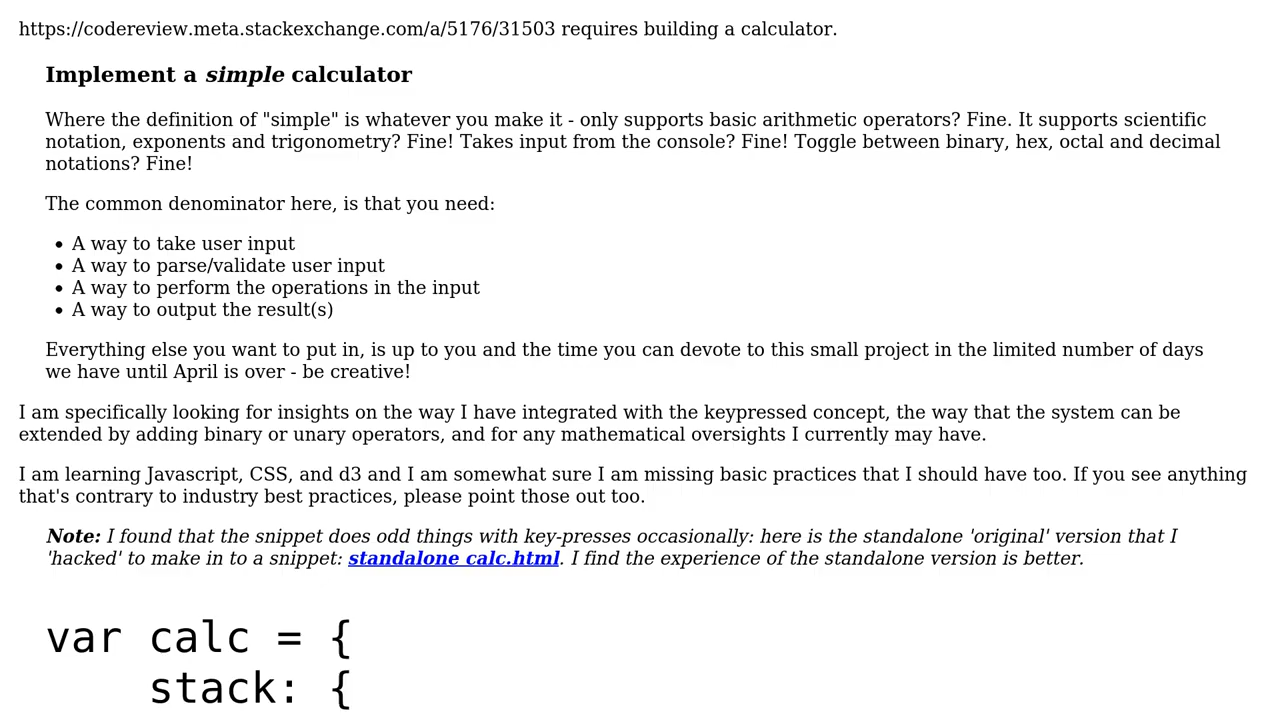 https://codereview.meta.stackexchange.com/a/5176/31503 requires building a calculator.
Implement a simple calculator
Where the definition of "simple" is whatever you make it - only supports basic arithmetic operators? Fine. It supports scientific
notation, exponents and trigonometry? Fine! Takes input from the console? Fine! Toggle between binary, hex, octal and decimal
notations? Fine!
The common denominator here, is that you need:
• A way to take user input
• A way to parse/validate user input
• A way to perform the operations in the input
• A way to output the result(s)
Everything else you want to put in, is up to you and the time you can devote to this small project in the limited number of days
we have until April is over - be creative!
I am specifically looking for insights on the way I have integrated with the keypressed concept, the way that the system can be
extended by adding binary or unary operators, and for any mathematical oversights I currently may have.
I am learning Javascript, CSS, and d3 and I am somewhat sure I am missing basic practices that I should have too. If you see anything
that's contrary to industry best practices, please point those out too.
Note: I found that the snippet does odd things with key-presses occasionally: here is the standalone 'original' version that I
'hacked' to make in to a snippet: standalone calc.html. I find the experience of the standalone version is better.
var calc = {
    stack: {